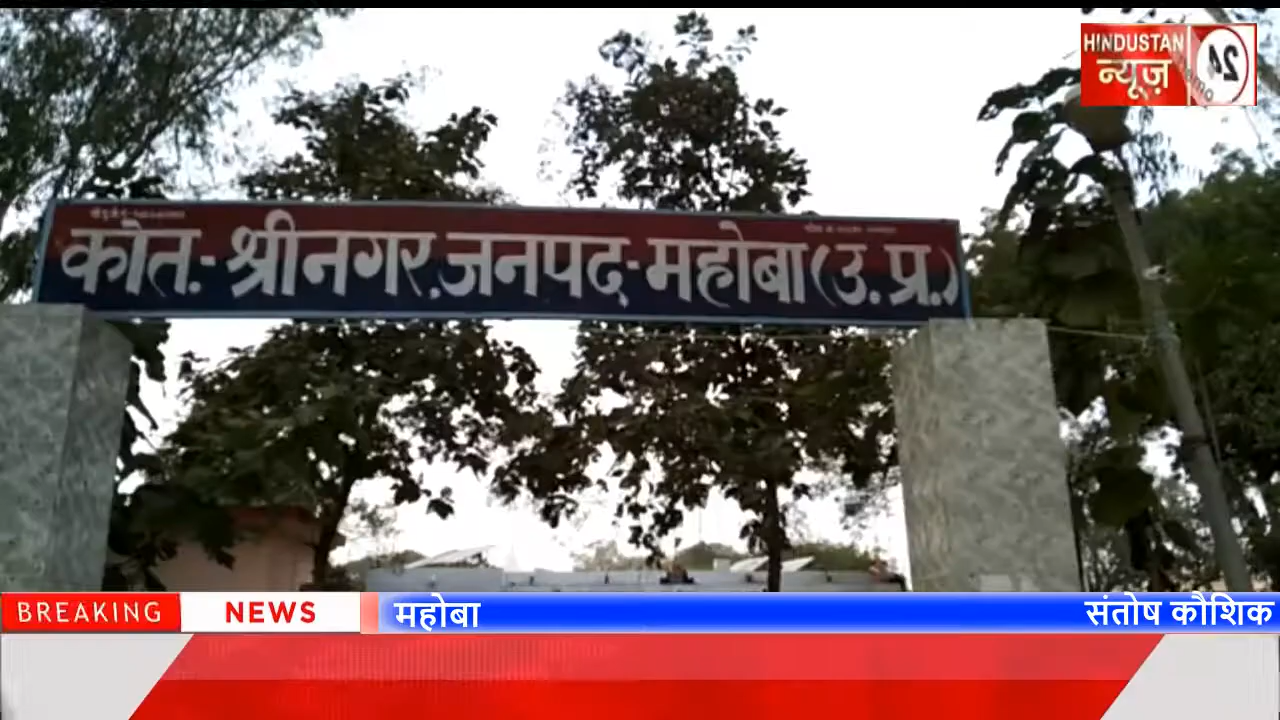 HINDUSTAN
न्यूज़
24
कोत.-श्रीनगर,जनपद-महोबा(उ.प्र.)
BREAKING NEWS महोबा संतोष कौशिक